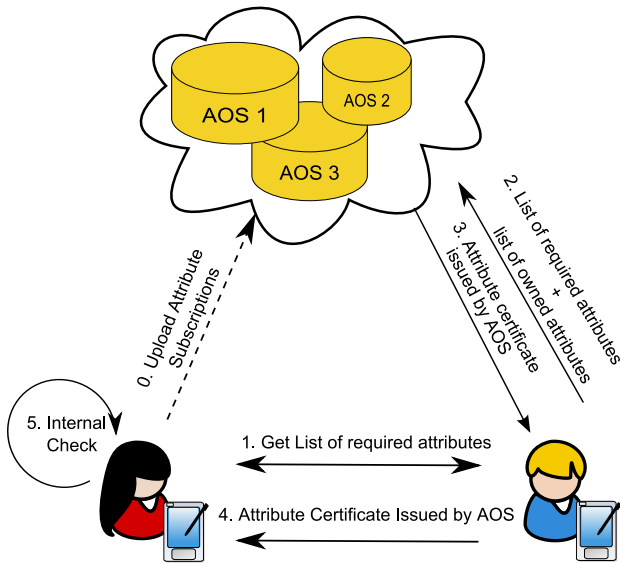 AOS 1
AOS 2
AOS 3
0. Upload Attribute
Subscriptions
3. Attribute certificate
issued by AOS
2. List of required attributes
+
list of owned attributes
5. Internal
Check
1. Get List of required attributes
4. Attribute Certificate Issued by AOS